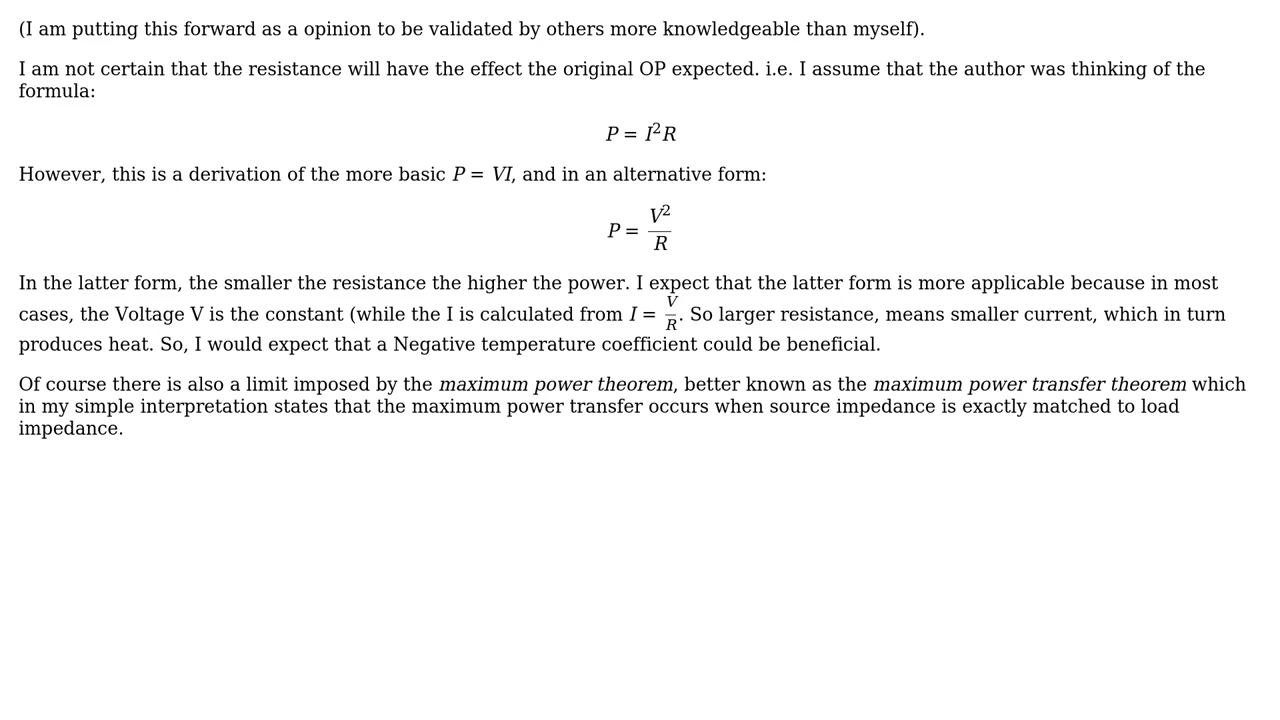 (I am putting this forward as a opinion to be validated by others more knowledgeable than myself).
I am not certain that the resistance will have the effect the original OP expected. i.e. I assume that the author was thinking of the
formula:
P = I²R
However, this is a derivation of the more basic P = VI, and in an alternative form:
P = V²/R
In the latter form, the smaller the resistance the higher the power. I expect that the latter form is more applicable because in most
cases, the Voltage V is the constant (while the I is calculated from I = V/R. So larger resistance, means smaller current, which in turn
produces heat. So, I would expect that a Negative temperature coefficient could be beneficial.
Of course there is also a limit imposed by the maximum power theorem, better known as the maximum power transfer theorem which
in my simple interpretation states that the maximum power transfer occurs when source impedance is exactly matched to load
impedance.